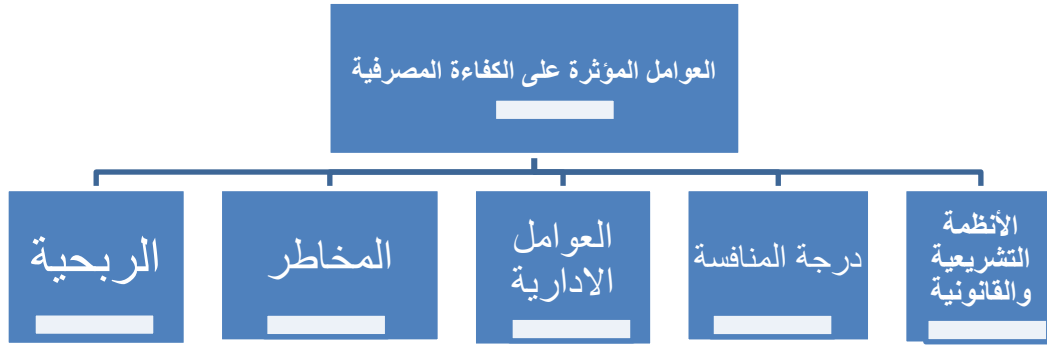 العوامل المؤثرة على الكفاءة المصرفية
الأنظمة
التشريعية
والقانونية
درجة المنافسة
العوامل
الادارية
المخاطر
الربحية